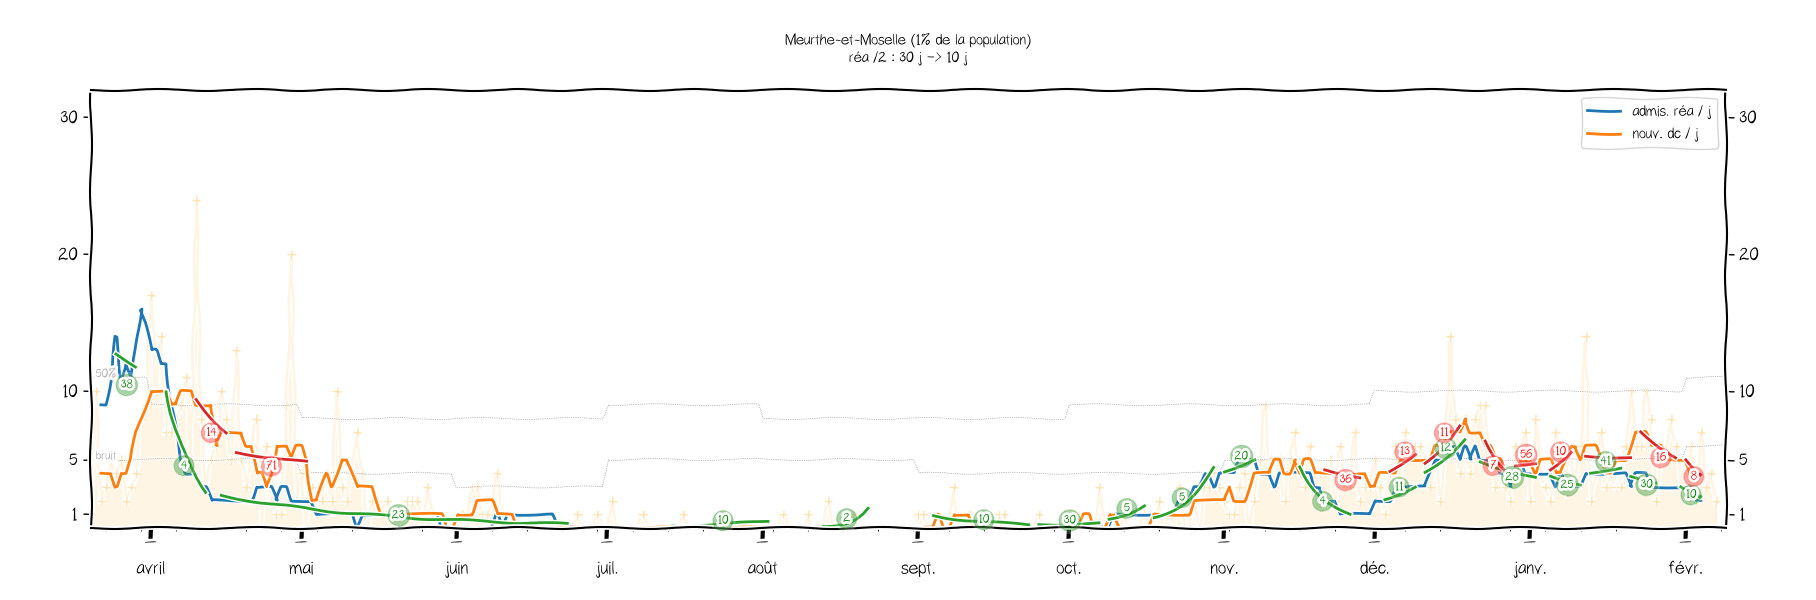 Meurthe-et-Moselle (1% de la population)
réa /2 : 30 j -> 10 j
admis. réa / j
nouv. dc / j
30
30
20
20
50%
10
10
bruit
5
5
1
1
38
4
14
71
23
10
2
10
30
5
5
20
4
36
13
11
11
12
7
28
56
10
25
41
30
16
8
10
avril
mai
juin
juil.
août
sept.
oct.
nov.
déc.
janv.
févr.